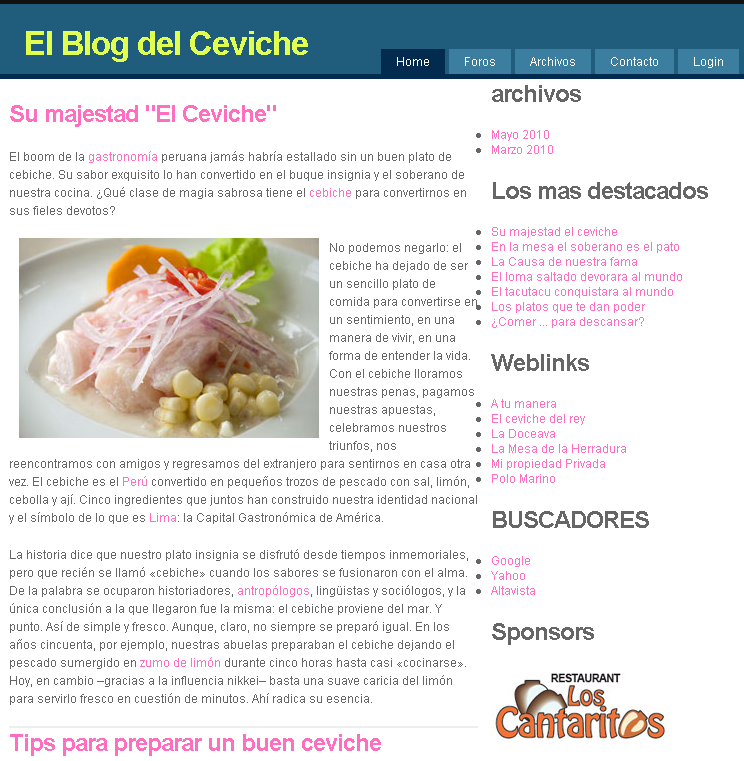 El Blog del Ceviche
Home
Foros
Archivos
Contacto
Login
Su majestad "El Ceviche"
El boom de la gastronomía peruana jamás habría estallado sin un buen plato de
cebiche. Su sabor exquisito lo han convertido en el buque insignia y el soberano de
nuestra cocina. ¿Qué clase de magia sabrosa tiene el cebiche para convertirnos en
sus fieles devotos?
No podemos negarlo: el
cebiche ha dejado de ser
un sencillo plato de
comida para convertirse en
un sentimiento, en una
manera de vivir, en una
forma de entender la vida.
Con el cebiche lloramos
nuestras penas, pagamos
nuestras apuestas,
celebramos nuestros
triunfos, nos
reencontramos con amigos y regresamos del extranjero para sentirnos en casa otra
vez. El cebiche es el Perú convertido en pequeños trozos de pescado con sal, limón,
cebolla y ají. Cinco ingredientes que juntos han construido nuestra identidad nacional
y el símbolo de lo que es Lima: la Capital Gastronómica de América.
La historia dice que nuestro plato insignia se disfrutó desde tiempos inmemoriales,
pero que recién se llamó «cebiche» cuando los sabores se fusionaron con el alma.
De la palabra se ocuparon historiadores, antropólogos, lingüistas y sociólogos, y la
única conclusión a la que llegaron fue la misma: el cebiche proviene del mar. Y
punto. Así de simple y fresco. Aunque, claro, no siempre se preparó igual. En los
años cincuenta, por ejemplo, nuestras abuelas preparaban el cebiche dejando el
pescado sumergido en zumo de limón durante cinco horas hasta casi «cocinarse».
Hoy, en cambio –gracias a la influencia nikkei– basta una suave caricia del limón
para servirlo fresco en cuestión de minutos. Ahí radica su esencia.
Tips para preparar un buen ceviche
archivos
Mayo 2010
Marzo 2010
Los mas destacados
Su majestad el ceviche
En la mesa el soberano es el pato
La Causa de nuestra fama
El loma saltado devorara al mundo
El tacutacu conquistara al mundo
Los platos que te dan poder
¿Comer ... para descansar?
Weblinks
A tu manera
El ceviche del rey
La Doceava
La Mesa de la Herradura
Mi propiedad Privada
Polo Marino
BUSCADORES
Google
Yahoo
Altavista
Sponsors
RESTAURANT
Los
Cantaritos